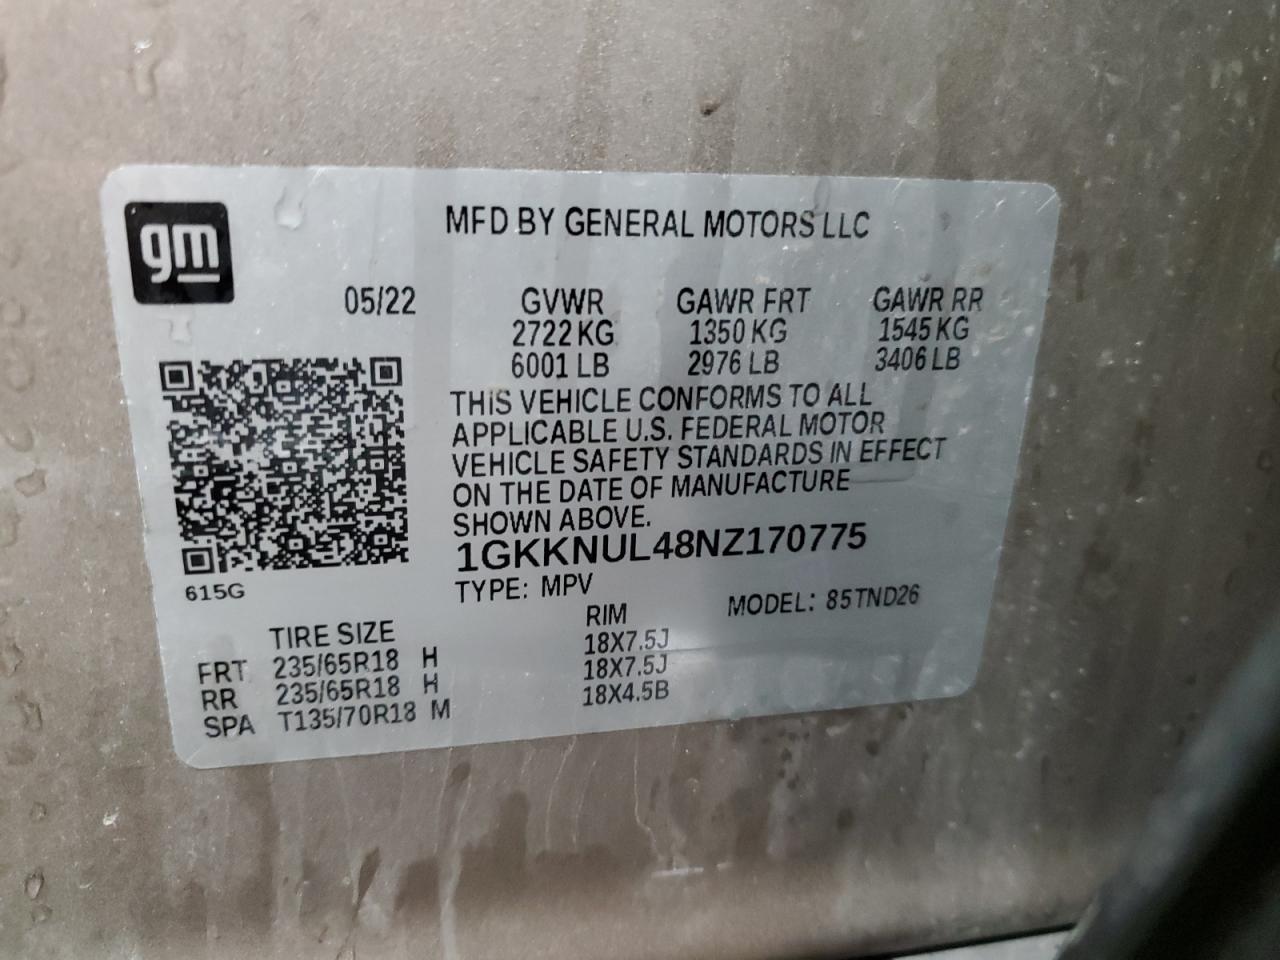 gm
MFD BY GENERAL MOTORS LLC
05/22 GVWR GAWR FRT GAWR RR
2722 KG 1350 KG 1545 KG
6001 LB 2976 LB 3406 LB
THIS VEHICLE CONFORMS TO ALL
APPLICABLE U.S. FEDERAL MOTOR
VEHICLE SAFETY STANDARDS IN EFFECT
ON THE DATE OF MANUFACTURE
SHOWN ABOVE.
1GKKNUL48NZ170775
615G
TYPE: MPV MODEL: 85TND26
TIRE SIZE RIM
FRT 235/65R18 H 18X7.5J
RR 235/65R18 H 18X7.5J
SPA T135/70R18 M 18X4.5B